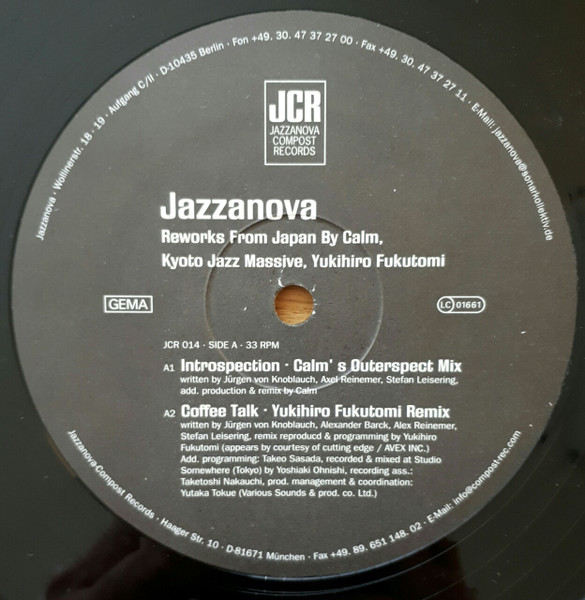 Jazzanova · Wollinerstr. 18 - 19 · Aufgang C/II · D-10435 Berlin · Fon +49. 30. 47 37 27 00 · Fax +49. 30. 47 37 27 11 · E-Mail: jazzanova@sonarkollektiv.de
JCR
JAZZANOVA
COMPOST
RECORDS
Jazzanova
Reworks From Japan By Calm,
Kyoto Jazz Massive, Yukihiro Fukutomi
GEMA
LC 01661
JCR 014 · SIDE A · 33 RPM
A1 Introspection · Calm' s Outerspect Mix
written by Jürgen von Knoblauch, Axel Reinemer, Stefan Leisering,
add. production & remix by Calm
A2 Coffee Talk · Yukihiro Fukutomi Remix
written by Jürgen von Knoblauch, Alexander Barck, Alex Reinemer,
Stefan Leisering, remix reproducd & programming by Yukihiro
Fukutomi (appears by courtesy of cutting edge / AVEX INC.)
Add. programming: Takeo Sasada, recorded & mixed at Studio
Somewhere (Tokyo) by Yoshiaki Ohnishi, recording ass.:
Taketoshi Nakauchi, prod. management & coordination:
Yutaka Tokue (Various Sounds & prod. co. Ltd.)
Jazzanova Compost Records · Haager Str. 10 · D-81671 München · Fax +49. 89. 651 148. 02 · E-Mail: info@compost-rec.com